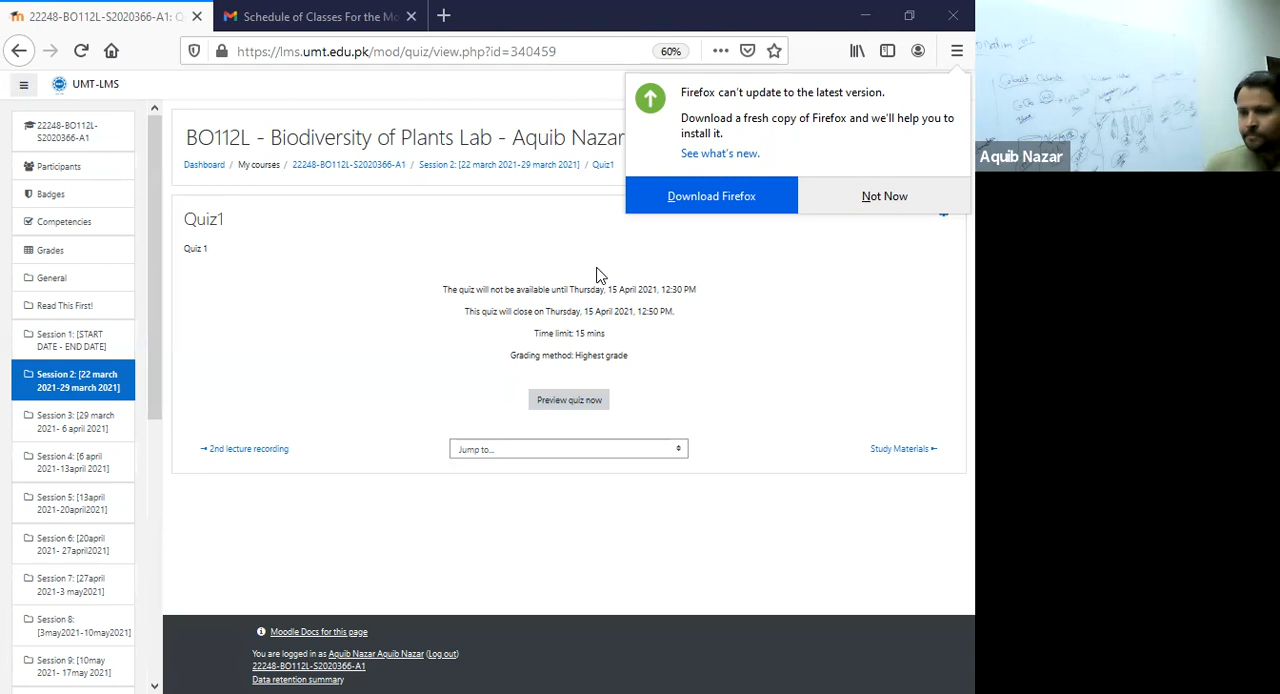 22248-BO112L-S2020366-A1: Q
Schedule of Classes For the Mo
https://lms.umt.edu.pk/mod/quiz/view.php?id=340459
60%
UMT-LMS
Firefox can't update to the latest version.
Download a fresh copy of Firefox and we'll help you to
install it.
See what's new.
Download Firefox
Not Now
22248-BO112L-
S2020366-A1
Participants
Badges
Competencies
Grades
General
Read This First!
Session 1: [START
DATE - END DATE]
Session 2: [22 march
2021-29 march 2021]
Session 3: [29 march
2021- 6 april 2021]
Session 4: [6 april
2021-13april 2021]
Session 5: [13april
2021-20april2021]
Session 6: [20april
2021- 27april2021]
Session 7: [27april
2021-3 may2021]
Session 8:
[3may2021-10may2021]
Session 9: [10may
2021- 17may 2021]
BO112L - Biodiversity of Plants Lab - Aquib Nazar
Dashboard / My courses / 22248-BO112L-S2020366-A1 / Session 2: [22 march 2021-29 march 2021] / Quiz1
Quiz1
Quiz 1
The quiz will not be available until Thursday, 15 April 2021, 12:30 PM
This quiz will close on Thursday, 15 April 2021, 12:50 PM.
Time limit: 15 mins
Grading method: Highest grade
Preview quiz now
2nd lecture recording
Jump to...
Study Materials
Moodle Docs for this page
You are logged in as Aquib Nazar Aquib Nazar (Log out)
22248-BO112L-S2020366-A1
Data retention summary
Aquib Nazar